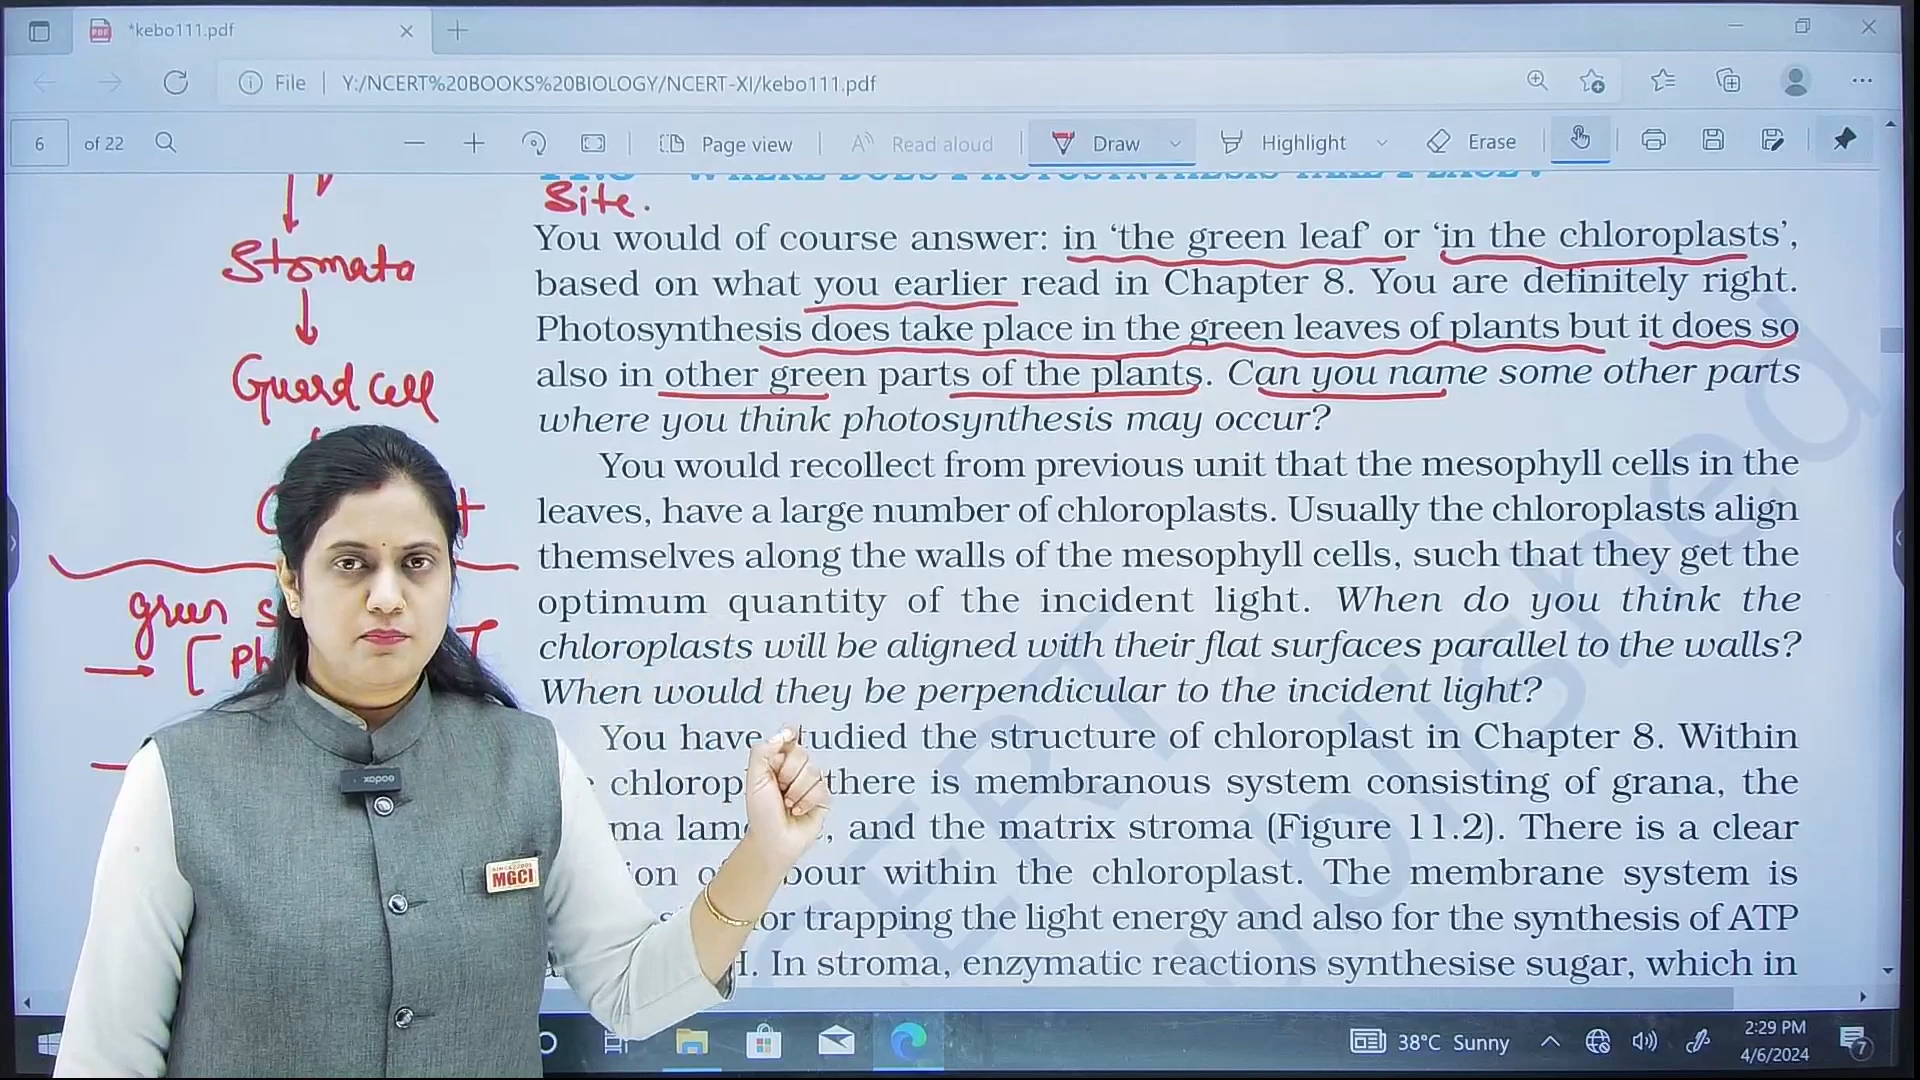 *kebo111.pdf
File
Y:/NCERT%20BOOKS%20BIOLOGY/NCERT-XI/kebo111.pdf
6 of 22
Page view
Read aloud
Draw
Highlight
Erase
Site.
You would of course answer: in ‘the green leaf’ or ‘in the chloroplasts’,
based on what you earlier read in Chapter 8. You are definitely right.
Photosynthesis does take place in the green leaves of plants but it does so
also in other green parts of the plants. Can you name some other parts
where you think photosynthesis may occur?
You would recollect from previous unit that the mesophyll cells in the
leaves, have a large number of chloroplasts. Usually the chloroplasts align
themselves along the walls of the mesophyll cells, such that they get the
optimum quantity of the incident light. When do you think the
chloroplasts will be aligned with their flat surfaces parallel to the walls?
When would they be perpendicular to the incident light?
You have studied the structure of chloroplast in Chapter 8. Within
there is membranous system consisting of grana, the
and the matrix stroma (Figure 11.2). There is a clear
within the chloroplast. The membrane system is
trapping the light energy and also for the synthesis of ATP
In stroma, enzymatic reactions synthesise sugar, which in
Stomata
Guard Cell
green
MGCI
38°C Sunny
2:29 PM
4/6/2024
7